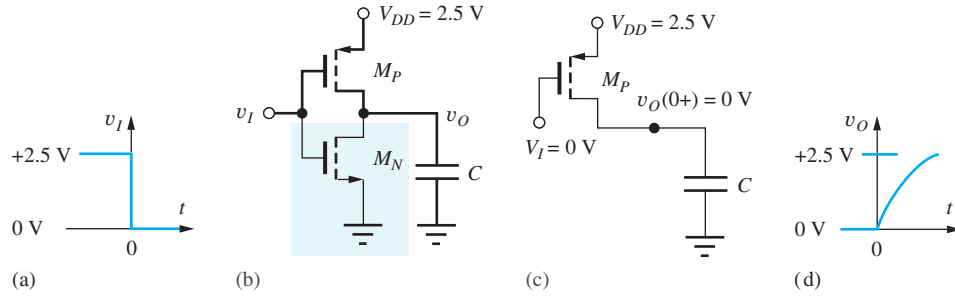 v_I
+2.5 V
0 V
0
t
(a)
V_DD = 2.5 V
M_P
v_I
v_O
M_N
C
(b)
V_DD = 2.5 V
M_P
v_O(0+) = 0 V
V_I = 0 V
C
(c)
v_O
+2.5 V
0 V
0
t
(d)